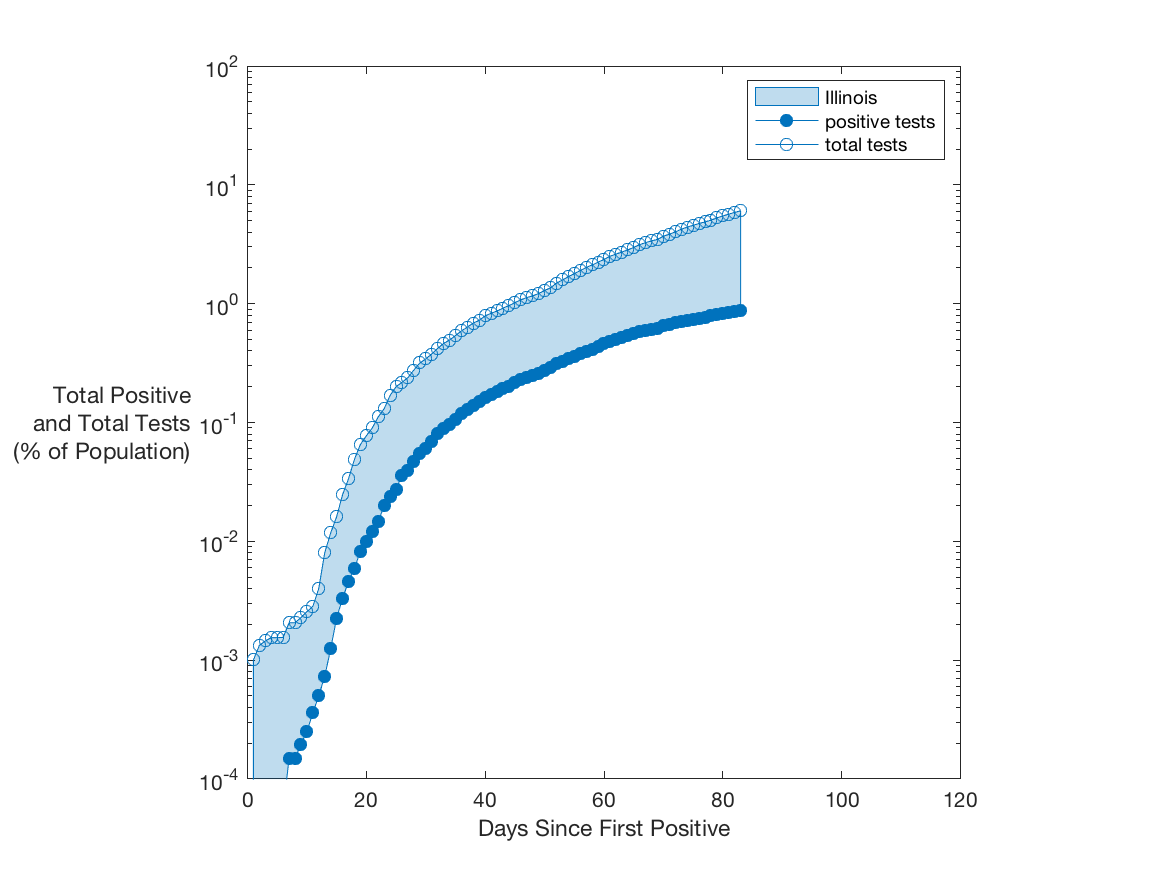 10^2
10^1
10^0
10^-1
10^-2
10^-3
10^-4
Total Positive
and Total Tests
(% of Population)
Illinois
positive tests
total tests
0 20 40 60 80 100 120
Days Since First Positive